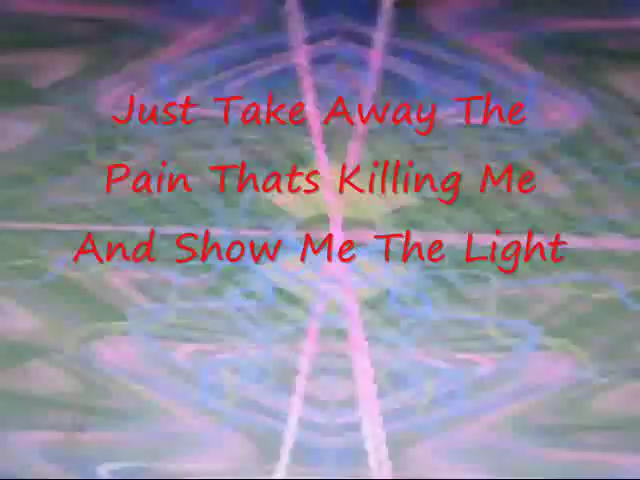 Just Take Away The
Pain Thats Killing Me
And Show Me The Light